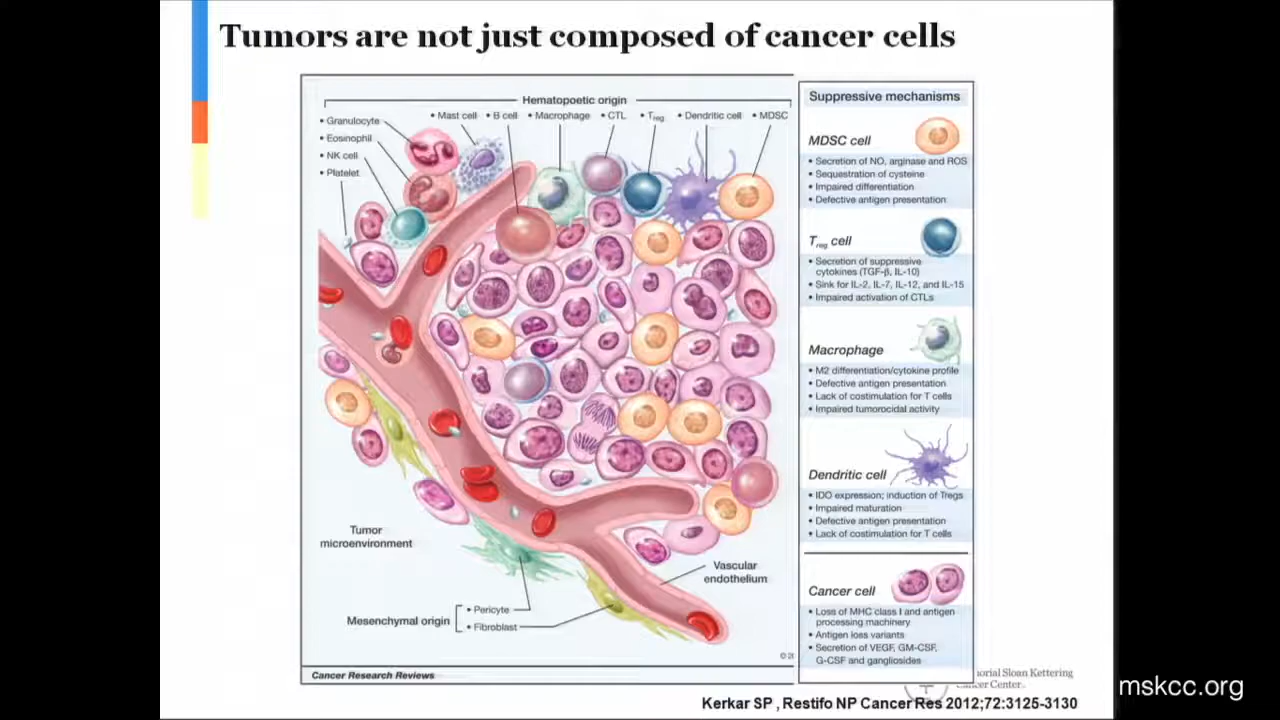 Tumors are not just composed of cancer cells
Hematopoetic origin
• Granulocyte
• Eosinophil
• NK cell
• Platelet
• Mast cell • B cell • Macrophage • CTL • Treg • Dendritic cell • MDSC
Tumor
microenvironment
Vascular
endothelium
Mesenchymal origin
• Pericyte
• Fibroblast
Cancer Research Reviews
Suppressive mechanisms
MDSC cell
• Secretion of NO, arginase and ROS
• Sequestration of cysteine
• Impaired differentiation
• Defective antigen presentation
Treg cell
• Secretion of suppressive
cytokines (TGF-β, IL-10)
• Sink for IL-2, IL-7, IL-12, and IL-15
• Impaired activation of CTLs
Macrophage
• M2 differentiation/cytokine profile
• Defective antigen presentation
• Lack of costimulation for T cells
• Impaired tumorocidal activity
Dendritic cell
• IDO expression; induction of Tregs
• Impaired maturation
• Defective antigen presentation
• Lack of costimulation for T cells
Cancer cell
• Loss of MHC class I and antigen
processing machinery
• Antigen loss variants
• Secretion of VEGF, GM-CSF,
G-CSF and gangliosides
Sloan Kettering
Cancer Center
Kerkar SP , Restifo NP Cancer Res 2012;72:3125-3130
mskcc.org